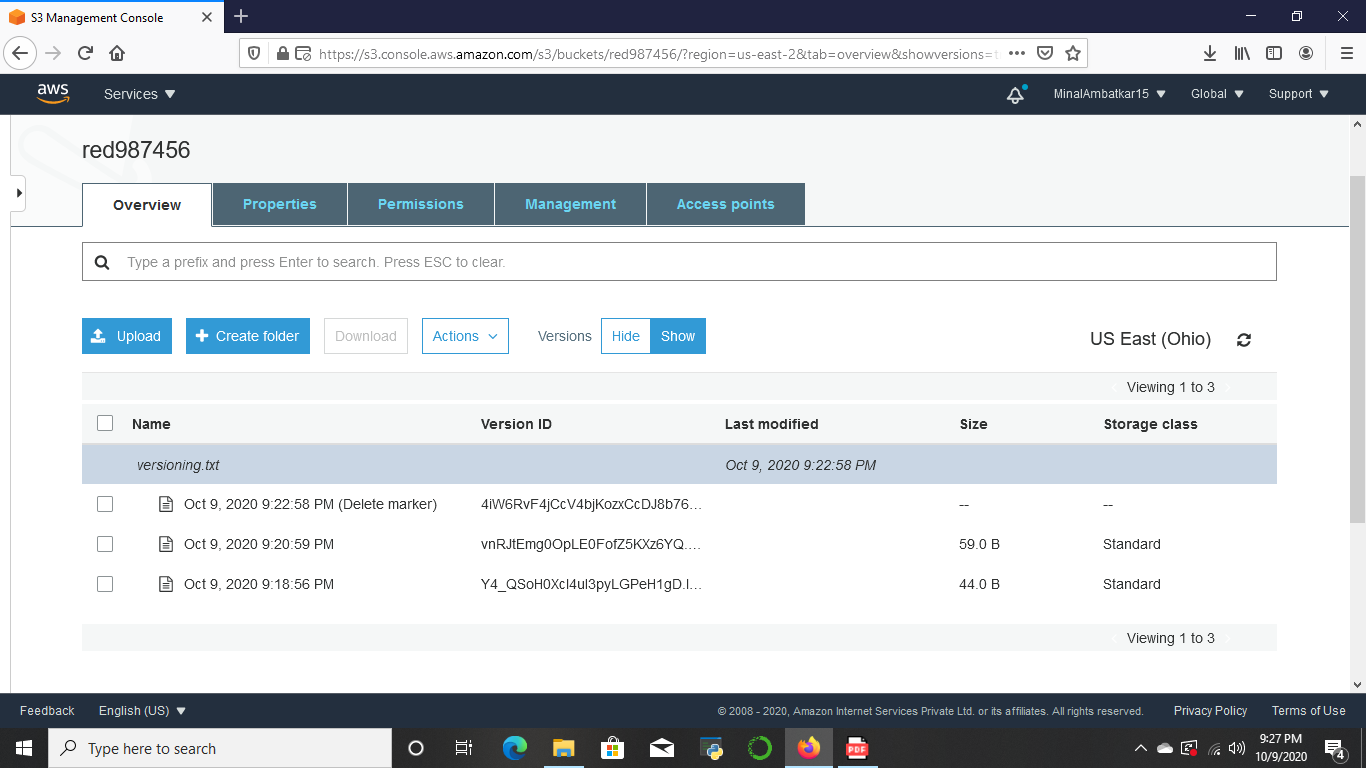 S3 Management Console
https://s3.console.aws.amazon.com/s3/buckets/red987456/?region=us-east-2&tab=overview&showversions=t
aws Services MinalAmbatkar15 Global Support
red987456
Overview Properties Permissions Management Access points
Type a prefix and press Enter to search. Press ESC to clear.
Upload Create folder Download Actions Versions Hide Show US East (Ohio)
Viewing 1 to 3
Name Version ID Last modified Size Storage class
versioning.txt Oct 9, 2020 9:22:58 PM
Oct 9, 2020 9:22:58 PM (Delete marker) 4iW6RvF4jCcV4bjKozxCcDJ8b76... -- --
Oct 9, 2020 9:20:59 PM vnRJtEmg0OpLE0FofZ5KXz6YQ.... 59.0 B Standard
Oct 9, 2020 9:18:56 PM Y4_QSoH0Xcl4ul3pyLGPeH1gD.l... 44.0 B Standard
Viewing 1 to 3
Feedback English (US) © 2008 - 2020, Amazon Internet Services Private Ltd. or its affiliates. All rights reserved. Privacy Policy Terms of Use
Type here to search PDF 9:27 PM
10/9/2020 4